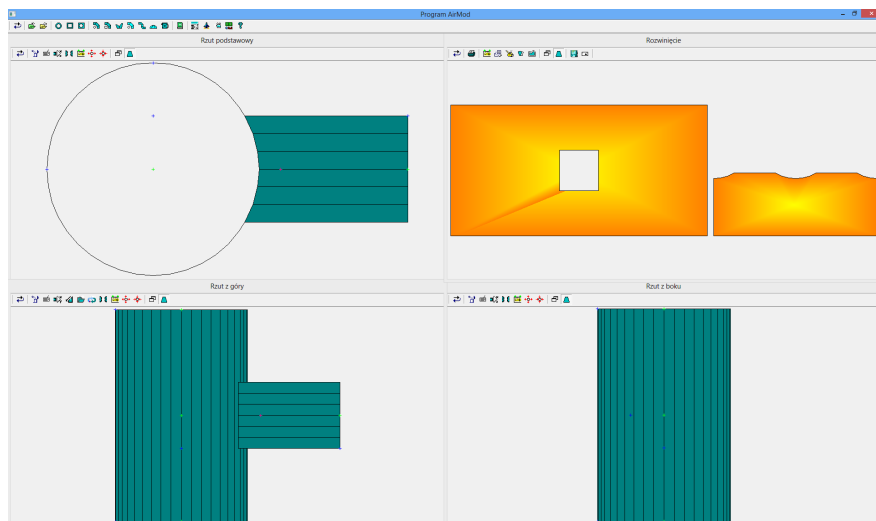 Program AirMod
Rzut podstawowy
Rozwinięcie
Rzut z góry
Rzut z boku